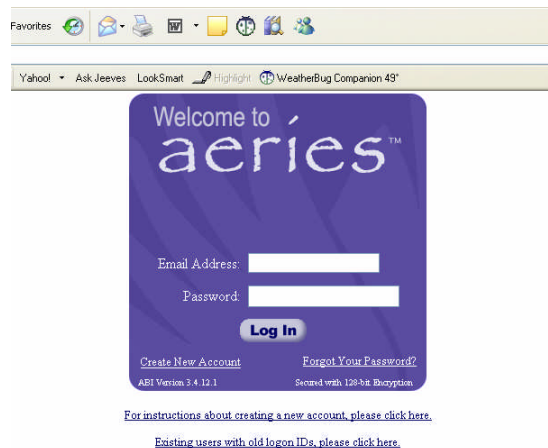 Favorites
Yahoo! Ask Jeeves LookSmart Highlight WeatherBug Companion 49°
Welcome to
aeries™
Email Address:
Password:
Log In
Create New Account Forgot Your Password?
ABI Version 3.4.12.1 Secured with 128-bit Encryption
For instructions about creating a new account, please click here.
Existing users with old logon IDs, please click here.